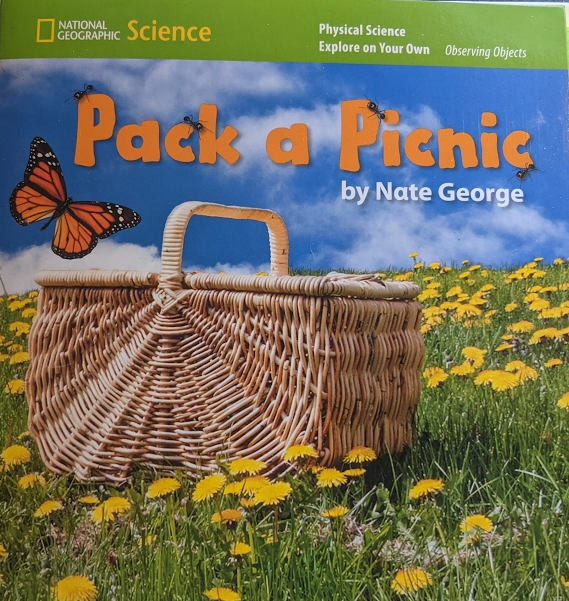 NATIONAL
GEOGRAPHIC Science
Physical Science
Explore on Your Own Observing Objects
Pack a Picnic
by Nate George